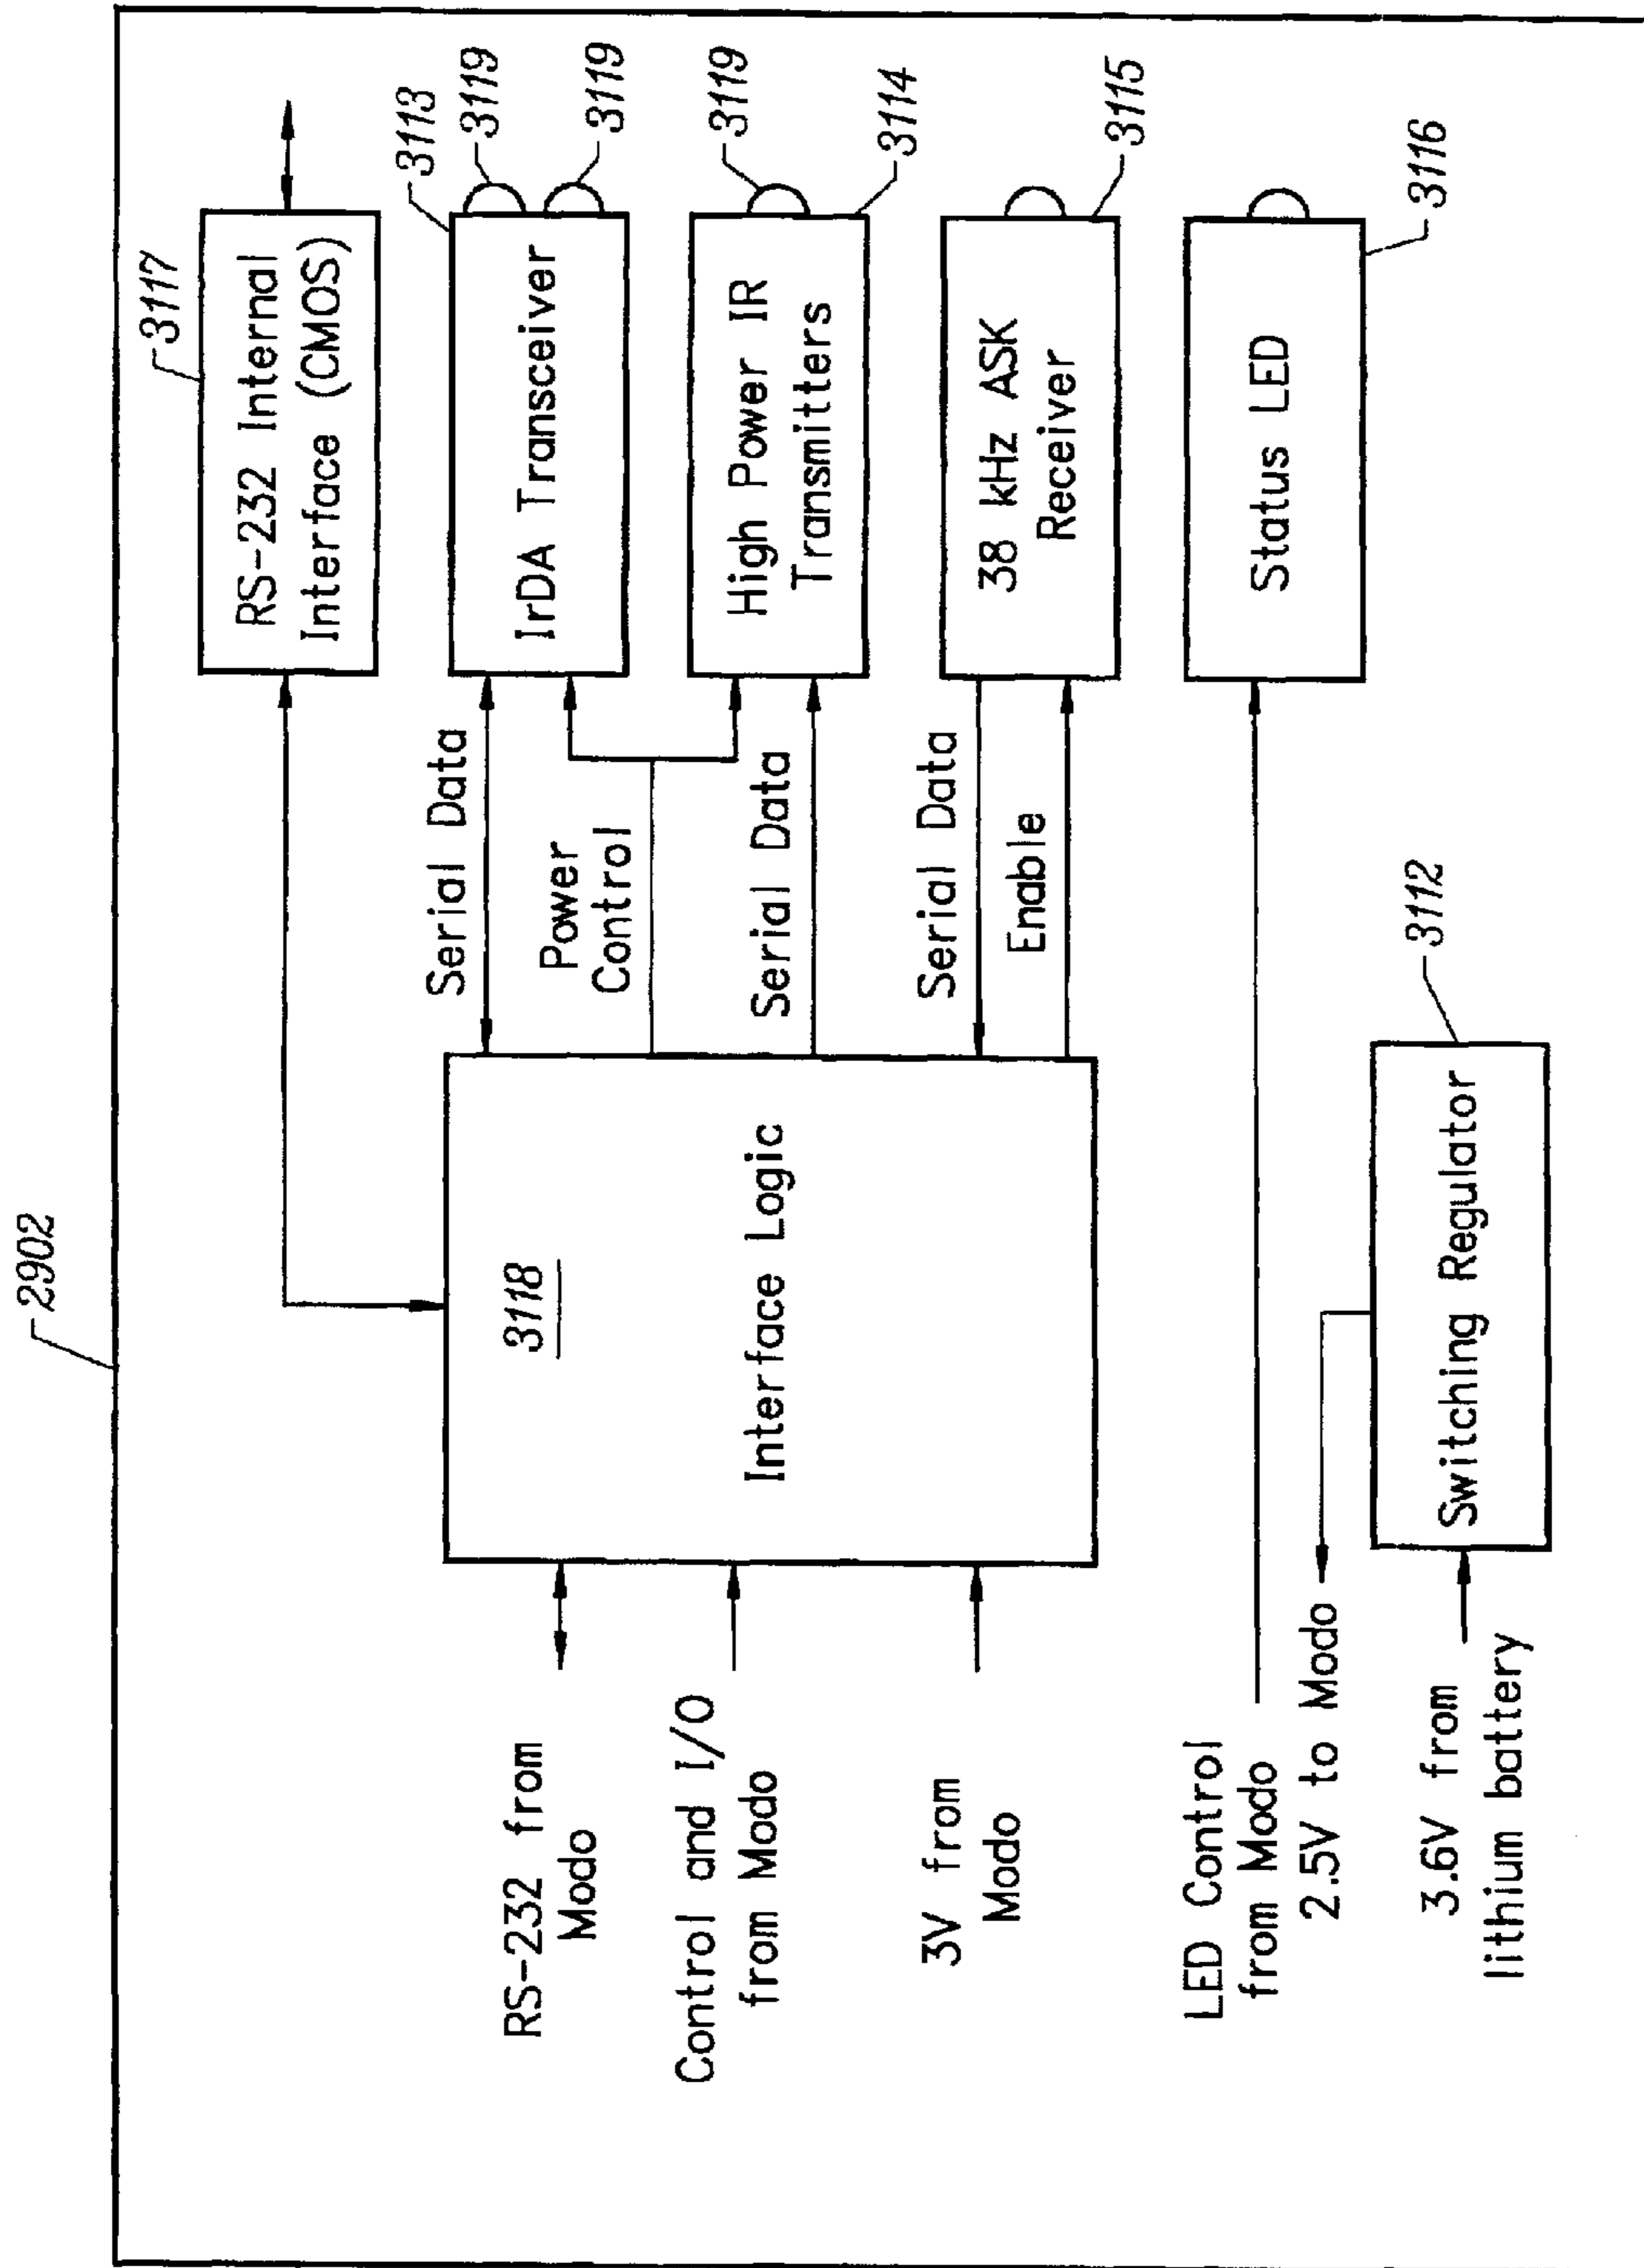 2902
3117
RS-232 Internal
Interface (CMOS)
3113
3119
3119
IrDA Transceiver
Serial Data
Power
Control
3119
3114
High Power IR
Transmitters
Serial Data
3115
38 kHz ASK
Receiver
Serial Data
Enable
3116
Status LED
3118
Interface Logic
RS-232 from
Modo
Control and I/O
from Modo
3V from
Modo
LED Control
from Modo
2.5V to Modo
3.6V from
lithium battery
3112
Switching Regulator